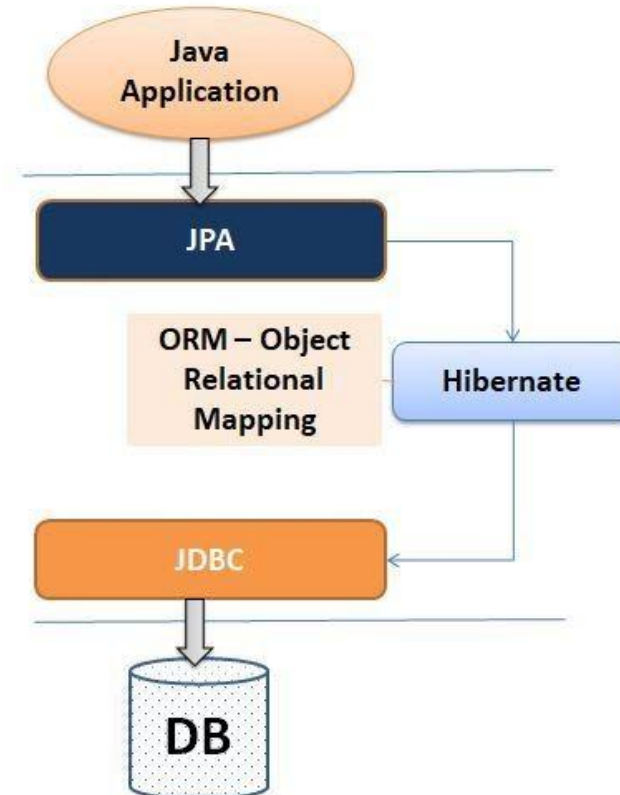 Java
Application
JPA
ORM – Object
Relational
Mapping
Hibernate
JDBC
DB